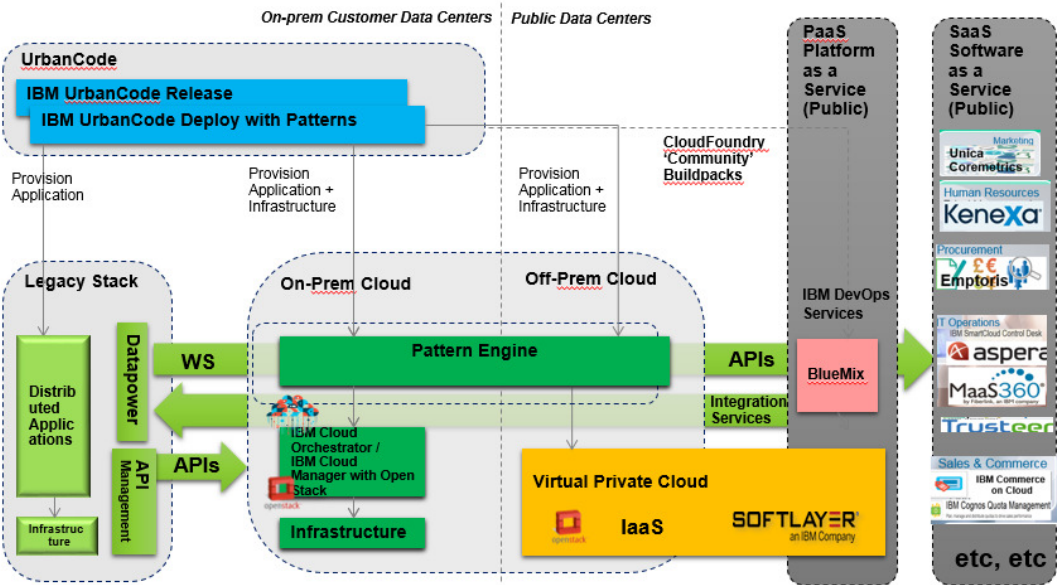 On-prem Customer Data Centers
Public Data Centers
UrbanCode
IBM UrbanCode Release
IBM UrbanCode Deploy with Patterns
PaaS
Platform
as a
Service
(Public)
SaaS
Software
as a
Service
(Public)
CloudFoundry
‘Community’
Buildpacks
Provision
Application
Provision
Application +
Infrastructure
Provision
Application +
Infrastructure
Marketing
Unica
Coremetrics
Human Resources
Kenexa
Procurement
Emptoris
IT Operations
IBM SmartCloud Control Desk
aspera
MaaS360
by Fiberlink, an IBM company
Trusteer
Sales & Commerce
IBM Commerce
on Cloud
IBM Cognos Quota Management
etc, etc
Legacy Stack
On-Prem Cloud
Off-Prem Cloud
IBM DevOps
Services
Datapower
WS
Pattern Engine
APIs
BlueMix
Distrib
uted Applic
ations
Integration
Services
API
Management
APIs
IBM Cloud
Orchestrator /
IBM Cloud
Manager with Open
Stack
openstack
Infrastructure
Infrastruc
ture
Virtual Private Cloud
openstack
IaaS
SOFTLAYER
an IBM Company